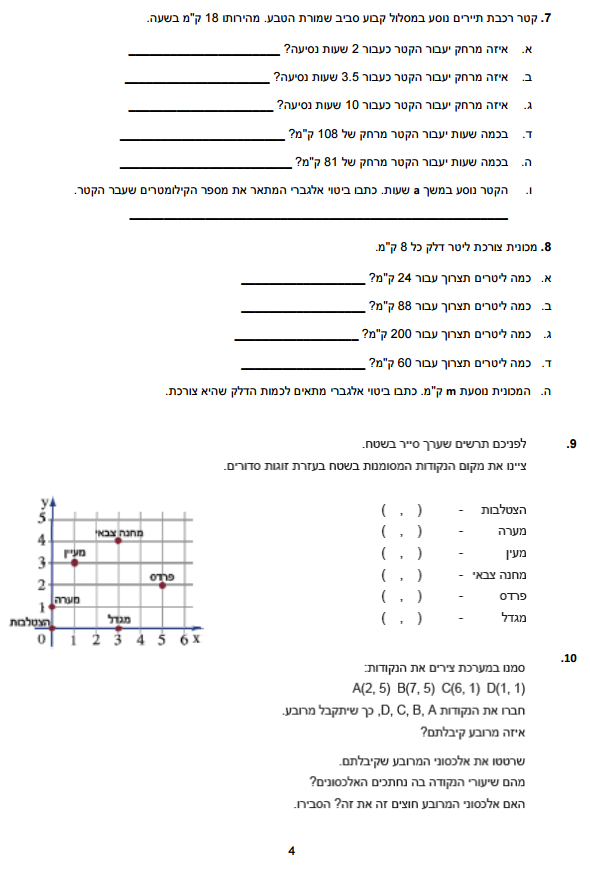 7. קטר רכבת תיירים נוסע במסלול קבוע סביב שמורת הטבע. מהירותו 18 ק"מ בשעה.
א. איזה מרחק יעבור הקטר כעבור 2 שעות נסיעה? ____________
ב. איזה מרחק יעבור הקטר כעבור 3.5 שעות נסיעה? ____________
ג. איזה מרחק יעבור הקטר כעבור 10 שעות נסיעה? ____________
ד. בכמה שעות יעבור הקטר מרחק של 108 ק"מ? ____________
ה. בכמה שעות יעבור הקטר מרחק של 81 ק"מ? ____________
ו. הקטר נוסע במשך a שעות. כתבו ביטוי אלגברי המתאר את מספר הקילומטרים שעבר הקטר.
____________
8. מכונית צורכת ליטר דלק כל 8 ק"מ.
א. כמה ליטרים תצרוך עבור 24 ק"מ? ____________
ב. כמה ליטרים תצרוך עבור 88 ק"מ? ____________
ג. כמה ליטרים תצרוך עבור 200 ק"מ? ____________
ד. כמה ליטרים תצרוך עבור 60 ק"מ? ____________
ה. המכונית נוסעת m ק"מ. כתבו ביטוי אלגברי מתאים לכמות הדלק שהיא צורכת.
9. לפניכם תרשים שערך סייר בשטח.
ציינו את מקום הנקודות המסומנות בשטח בעזרת זוגות סדורים.
הצטלבות - ( , )
מערה - ( , )
מעין - ( , )
מחנה צבאי - ( , )
פרדס - ( , )
מגדל - ( , )
y
5
4
3
2
1
מחנה צבאי
מעיין
פרדס
מערה
הצטלבות
מגדל
0 1 2 3 4 5 6 x
10. סמנו במערכת צירים את הנקודות:
A(2, 5) B(7, 5) C(6, 1) D(1, 1)
חברו את הנקודות D, C, B, A, כך שיתקבל מרובע.
איזה מרובע קיבלתם?
שרטטו את אלכסוני המרובע שקיבלתם.
מהם שיעורי הנקודה בה נחתכים האלכסונים?
האם אלכסוני המרובע חוצים זה את זה? הסבירו.
4